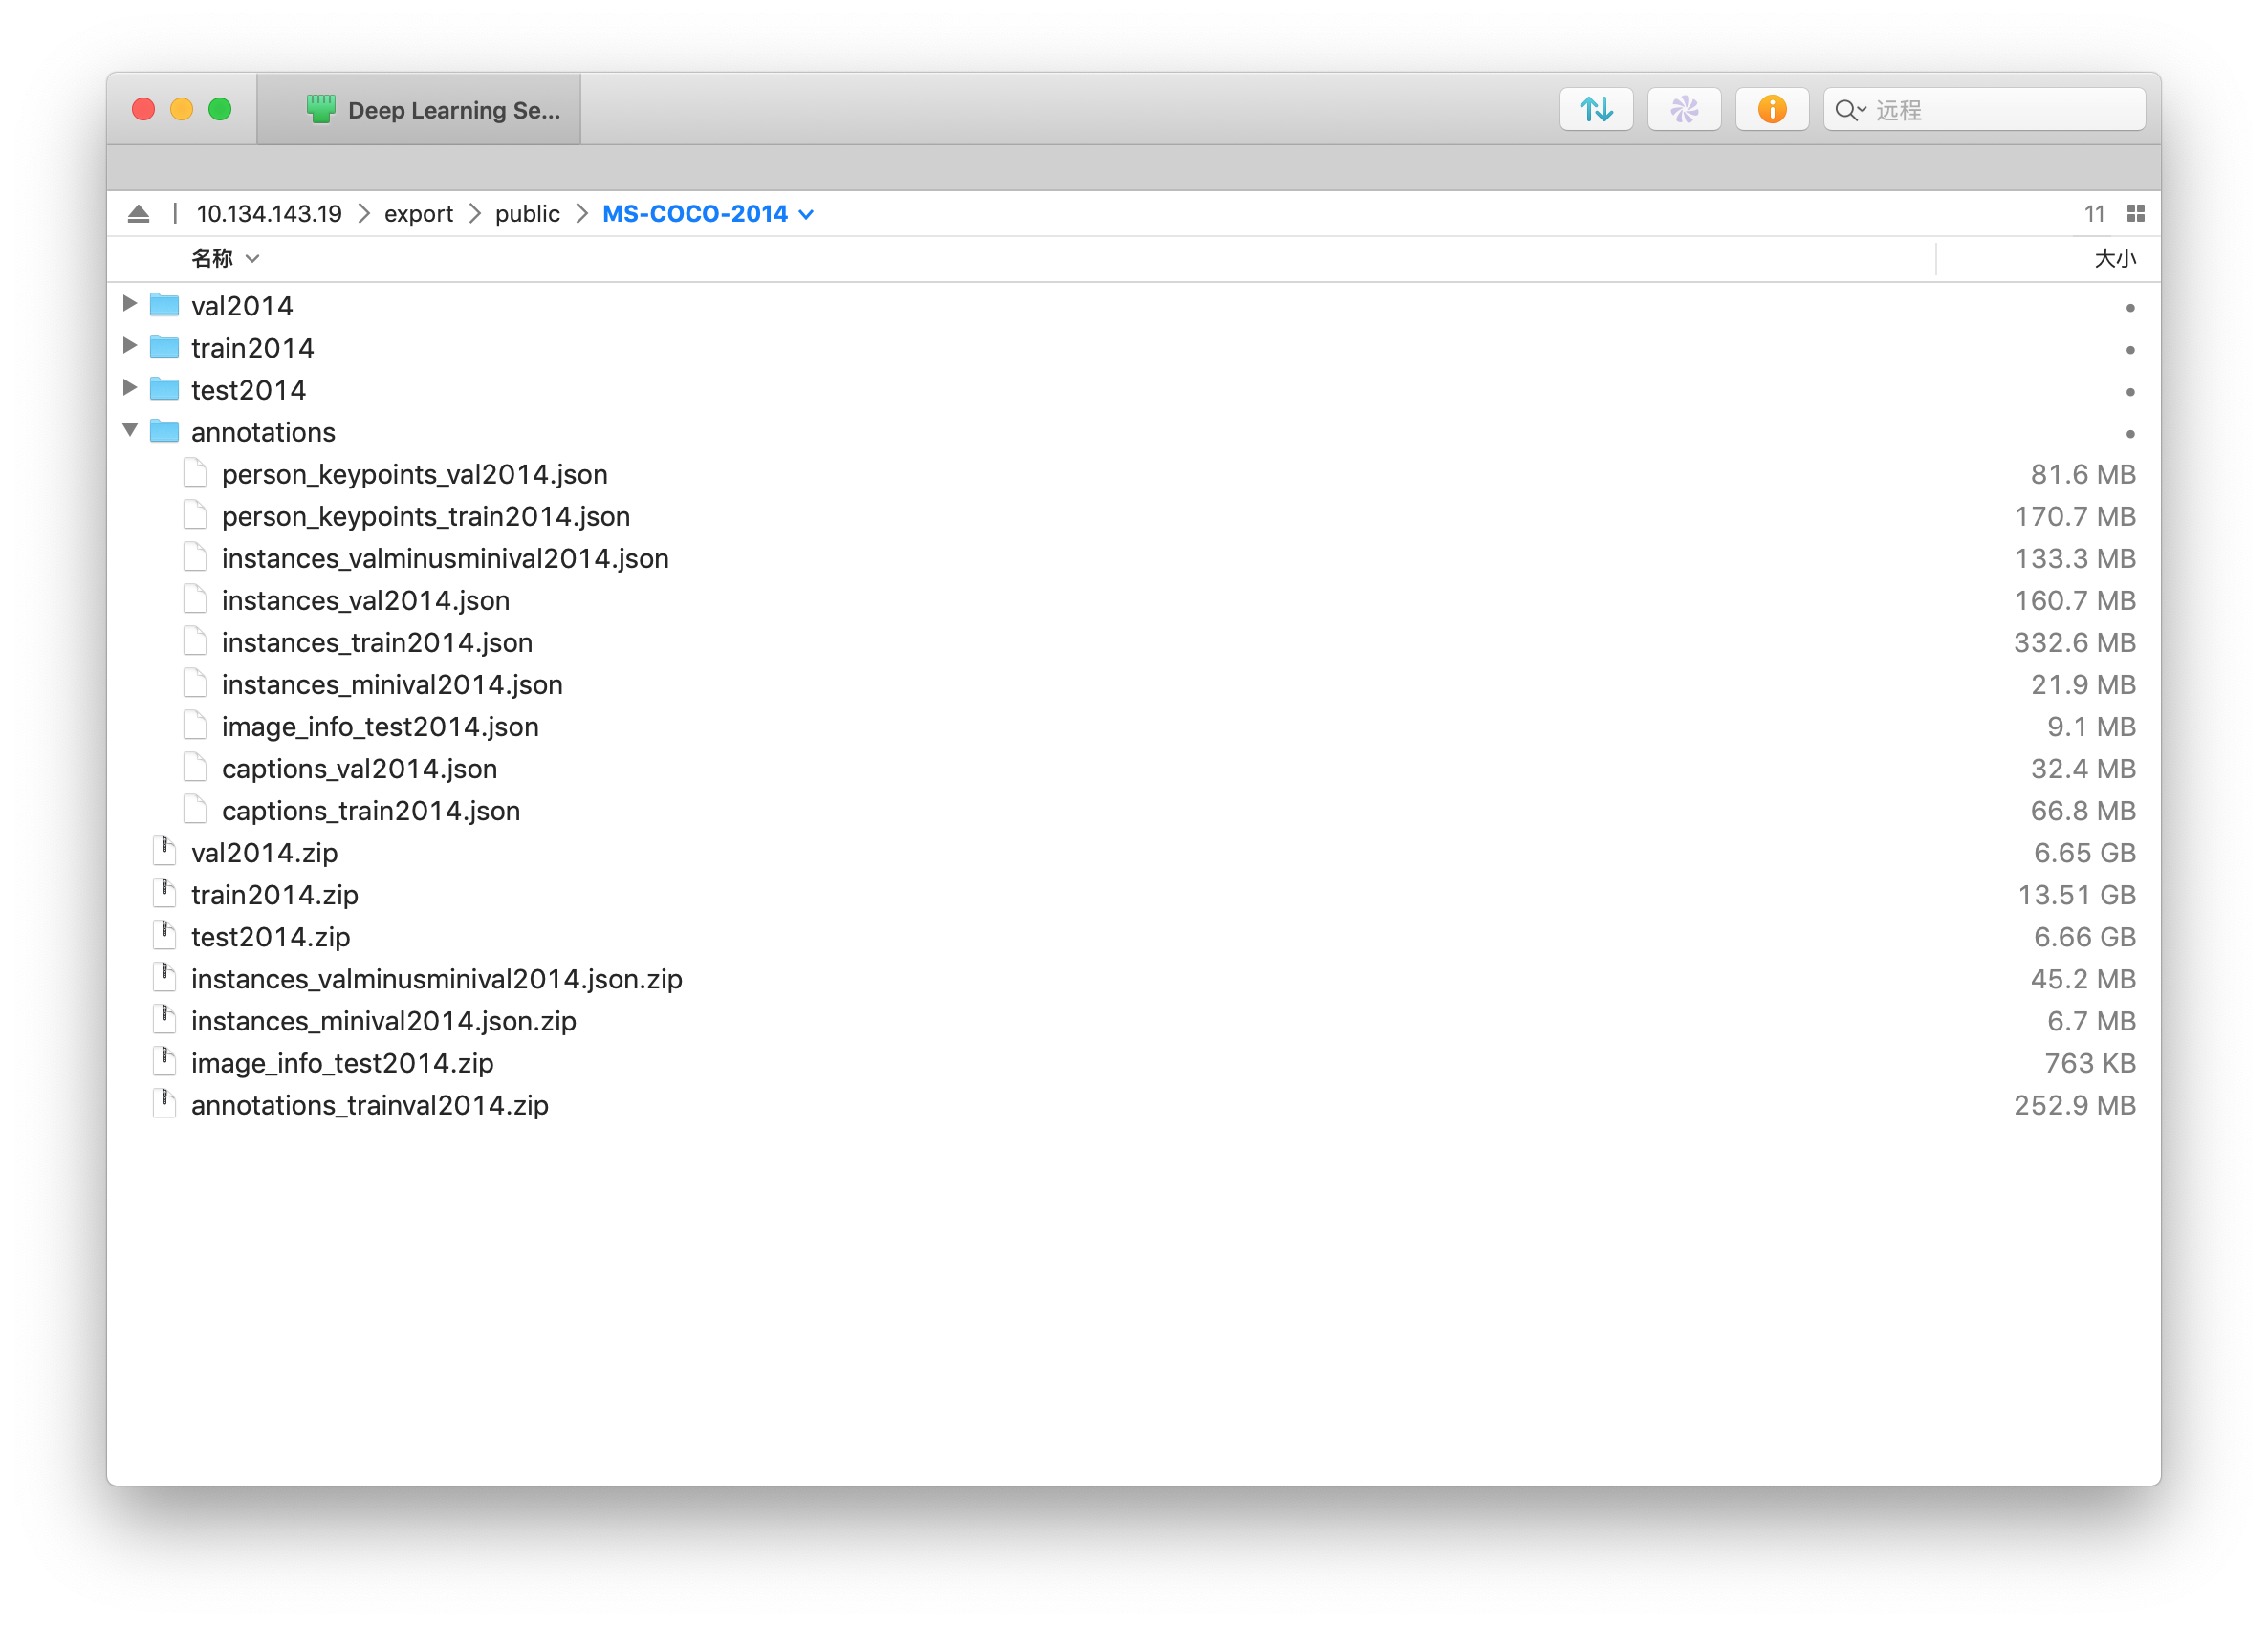 Deep Learning Se...
远程
10.134.143.19 export public MS-COCO-2014 11
名称 大小
val2014
train2014
test2014
annotations
person_keypoints_val2014.json 81.6 MB
person_keypoints_train2014.json 170.7 MB
instances_valminusminival2014.json 133.3 MB
instances_val2014.json 160.7 MB
instances_train2014.json 332.6 MB
instances_minival2014.json 21.9 MB
image_info_test2014.json 9.1 MB
captions_val2014.json 32.4 MB
captions_train2014.json 66.8 MB
val2014.zip 6.65 GB
train2014.zip 13.51 GB
test2014.zip 6.66 GB
instances_valminusminival2014.json.zip 45.2 MB
instances_minival2014.json.zip 6.7 MB
image_info_test2014.zip 763 KB
annotations_trainval2014.zip 252.9 MB